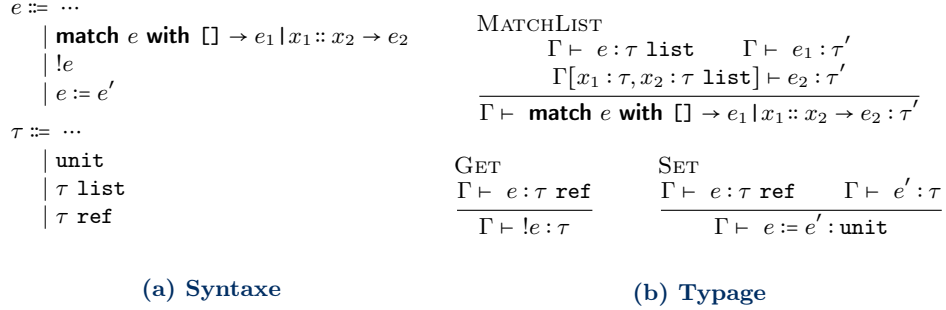 e ::= ⋯
| match e with [] → e₁ | x₁ :: x₂ → e₂
| !e
| e := e′
τ ::= ⋯
| unit
| τ list
| τ ref
(a) Syntaxe
MatchList
Γ ⊢ e : τ list Γ ⊢ e₁ : τ′
Γ[x₁ : τ, x₂ : τ list] ⊢ e₂ : τ′
Γ ⊢ match e with [] → e₁ | x₁ :: x₂ → e₂ : τ′
Get
Γ ⊢ e : τ ref
Γ ⊢ !e : τ
Set
Γ ⊢ e : τ ref Γ ⊢ e′ : τ
Γ ⊢ e := e′ : unit
(b) Typage